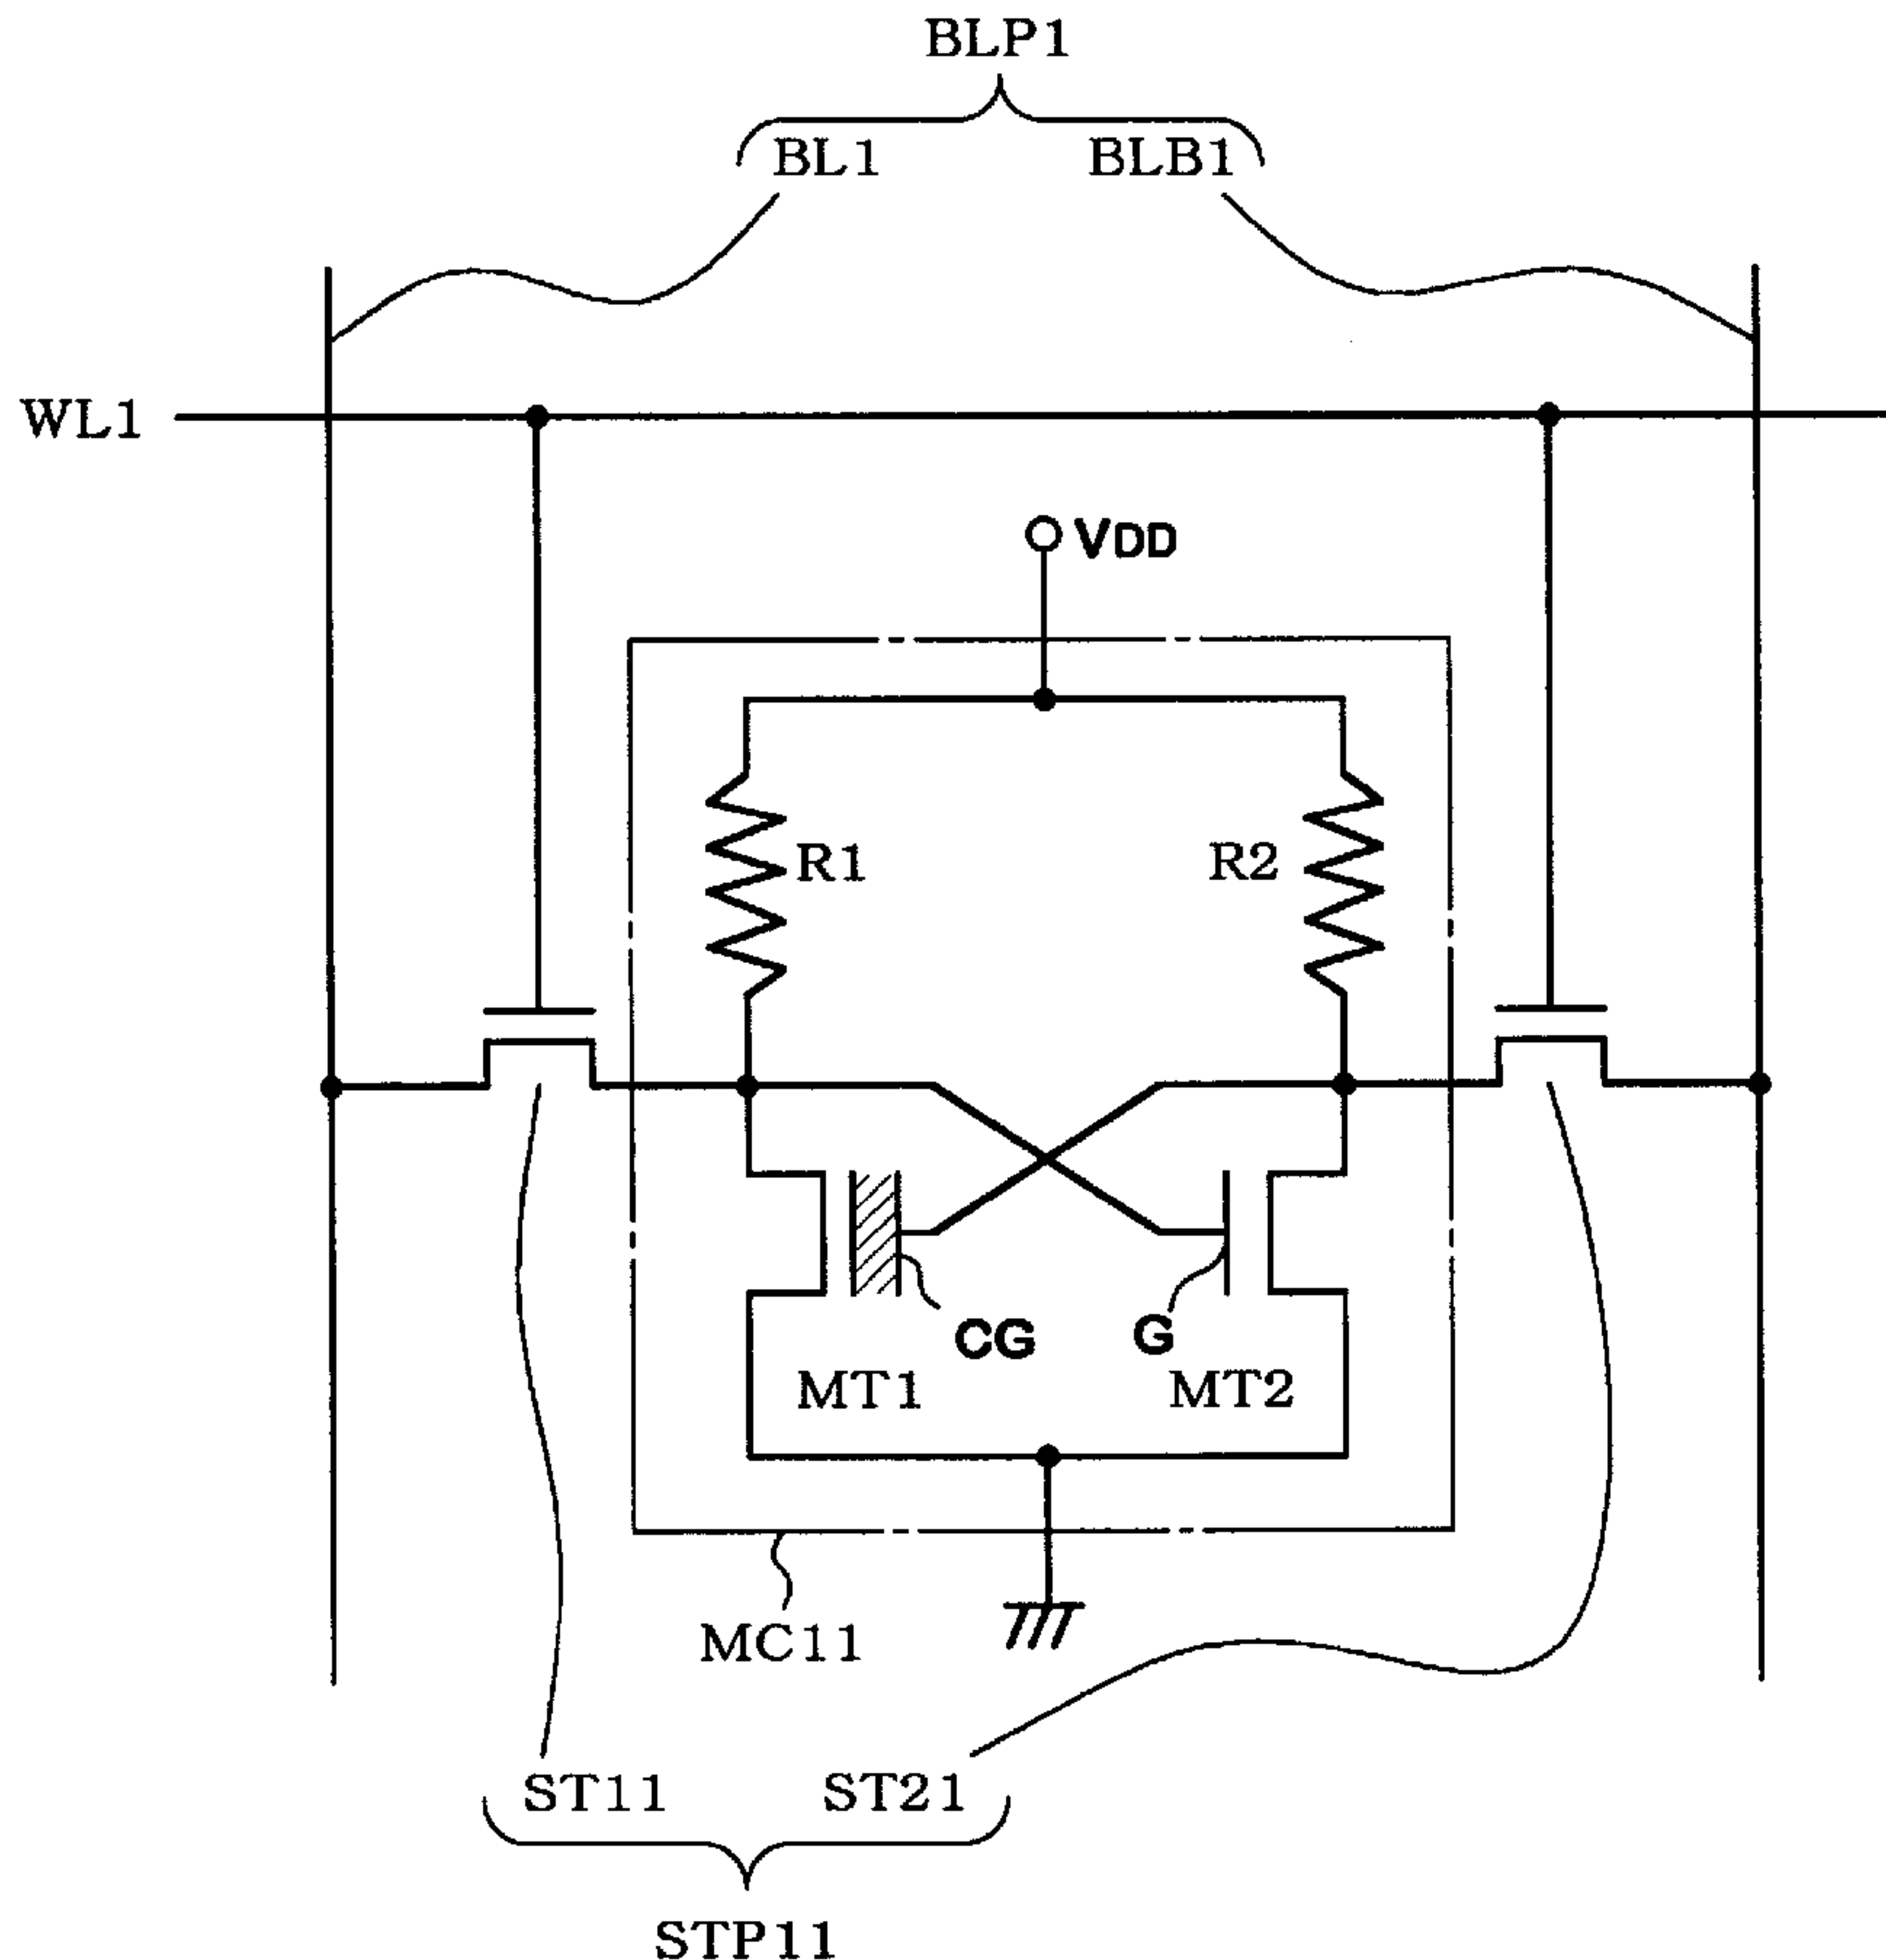 BLP1
BL1 BLB1
WL1
VDD
R1 R2
CG G
MT1 MT2
MC11
ST11 ST21
STP11